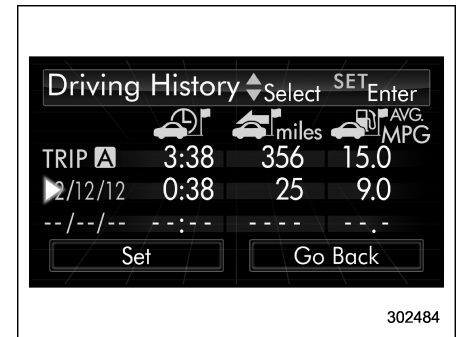 Driving History Select SET Enter
miles AVG. MPG
TRIP A 3:38 356 15.0
2/12/12 0:38 25 9.0
--/--/-- --:-- ---- --.-
Set Go Back
302484